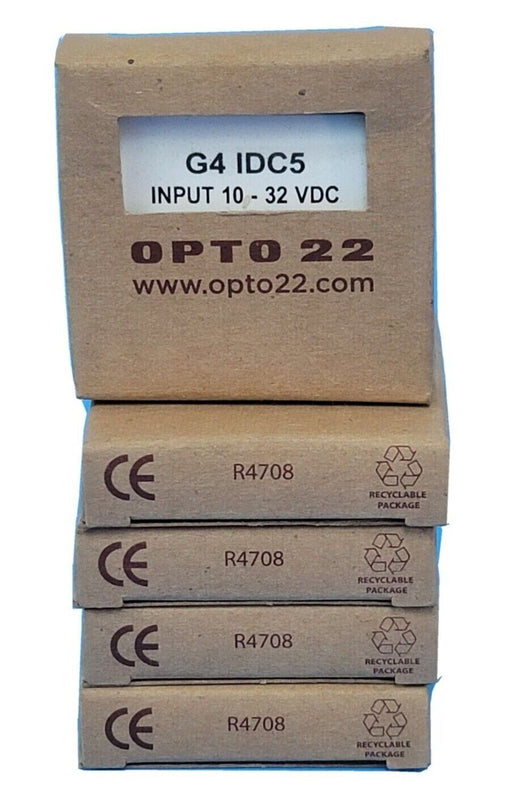 G4 IDC5
INPUT 10 - 32 VDC
OPTO 22
www.opto22.com
CE R4708 RECYCLABLE
PACKAGE
CE R4708 RECYCLABLE
PACKAGE
CE R4708 RECYCLABLE
PACKAGE
CE R4708 RECYCLABLE
PACKAGE